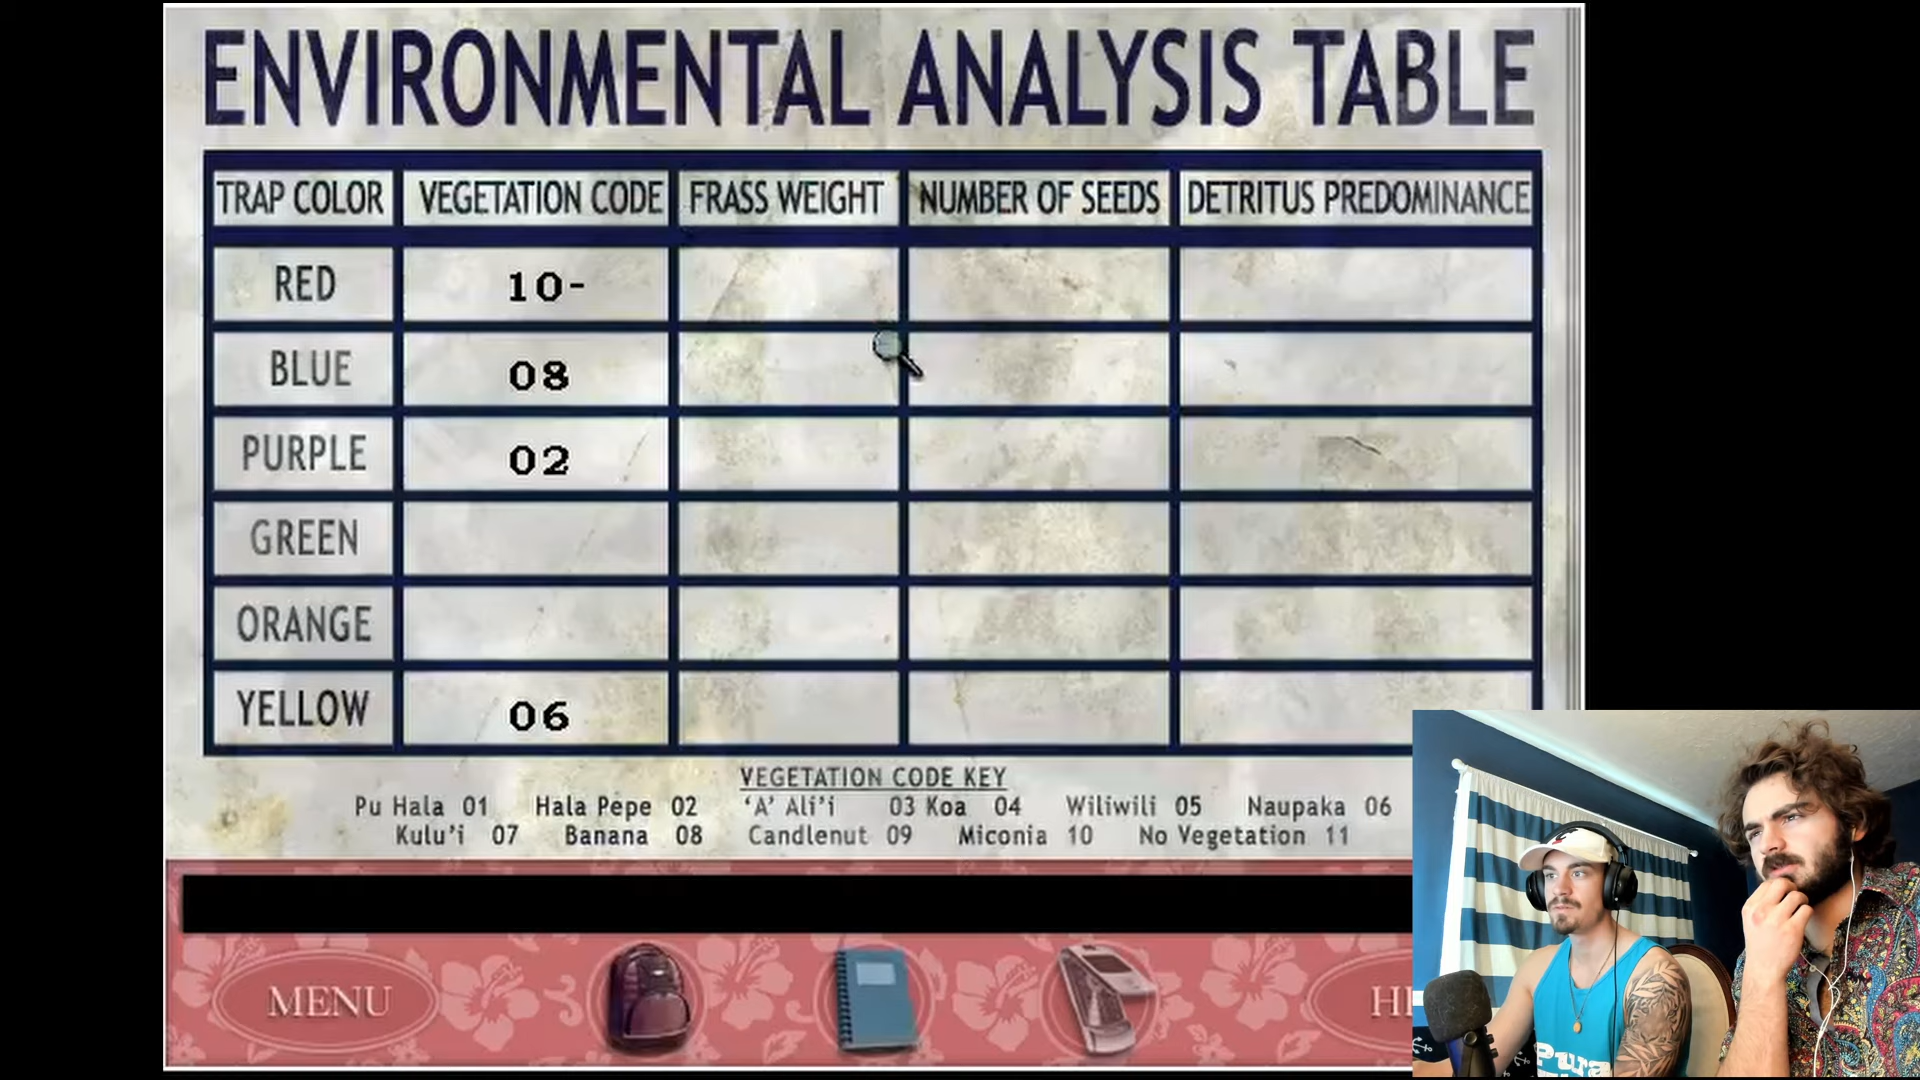 ENVIRONMENTAL ANALYSIS TABLE
TRAP COLOR VEGETATION CODE FRASS WEIGHT NUMBER OF SEEDS DETRITUS PREDOMINANCE
RED 10-
BLUE 08
PURPLE 02
GREEN
ORANGE
YELLOW 06
VEGETATION CODE KEY
Pu Hala 01 Hala Pepe 02 'A' Ali'i 03 Koa 04 Wiliwili 05 Naupaka 06
Kulu'i 07 Banana 08 Candlenut 09 Miconia 10 No Vegetation 11
MENU
Pura